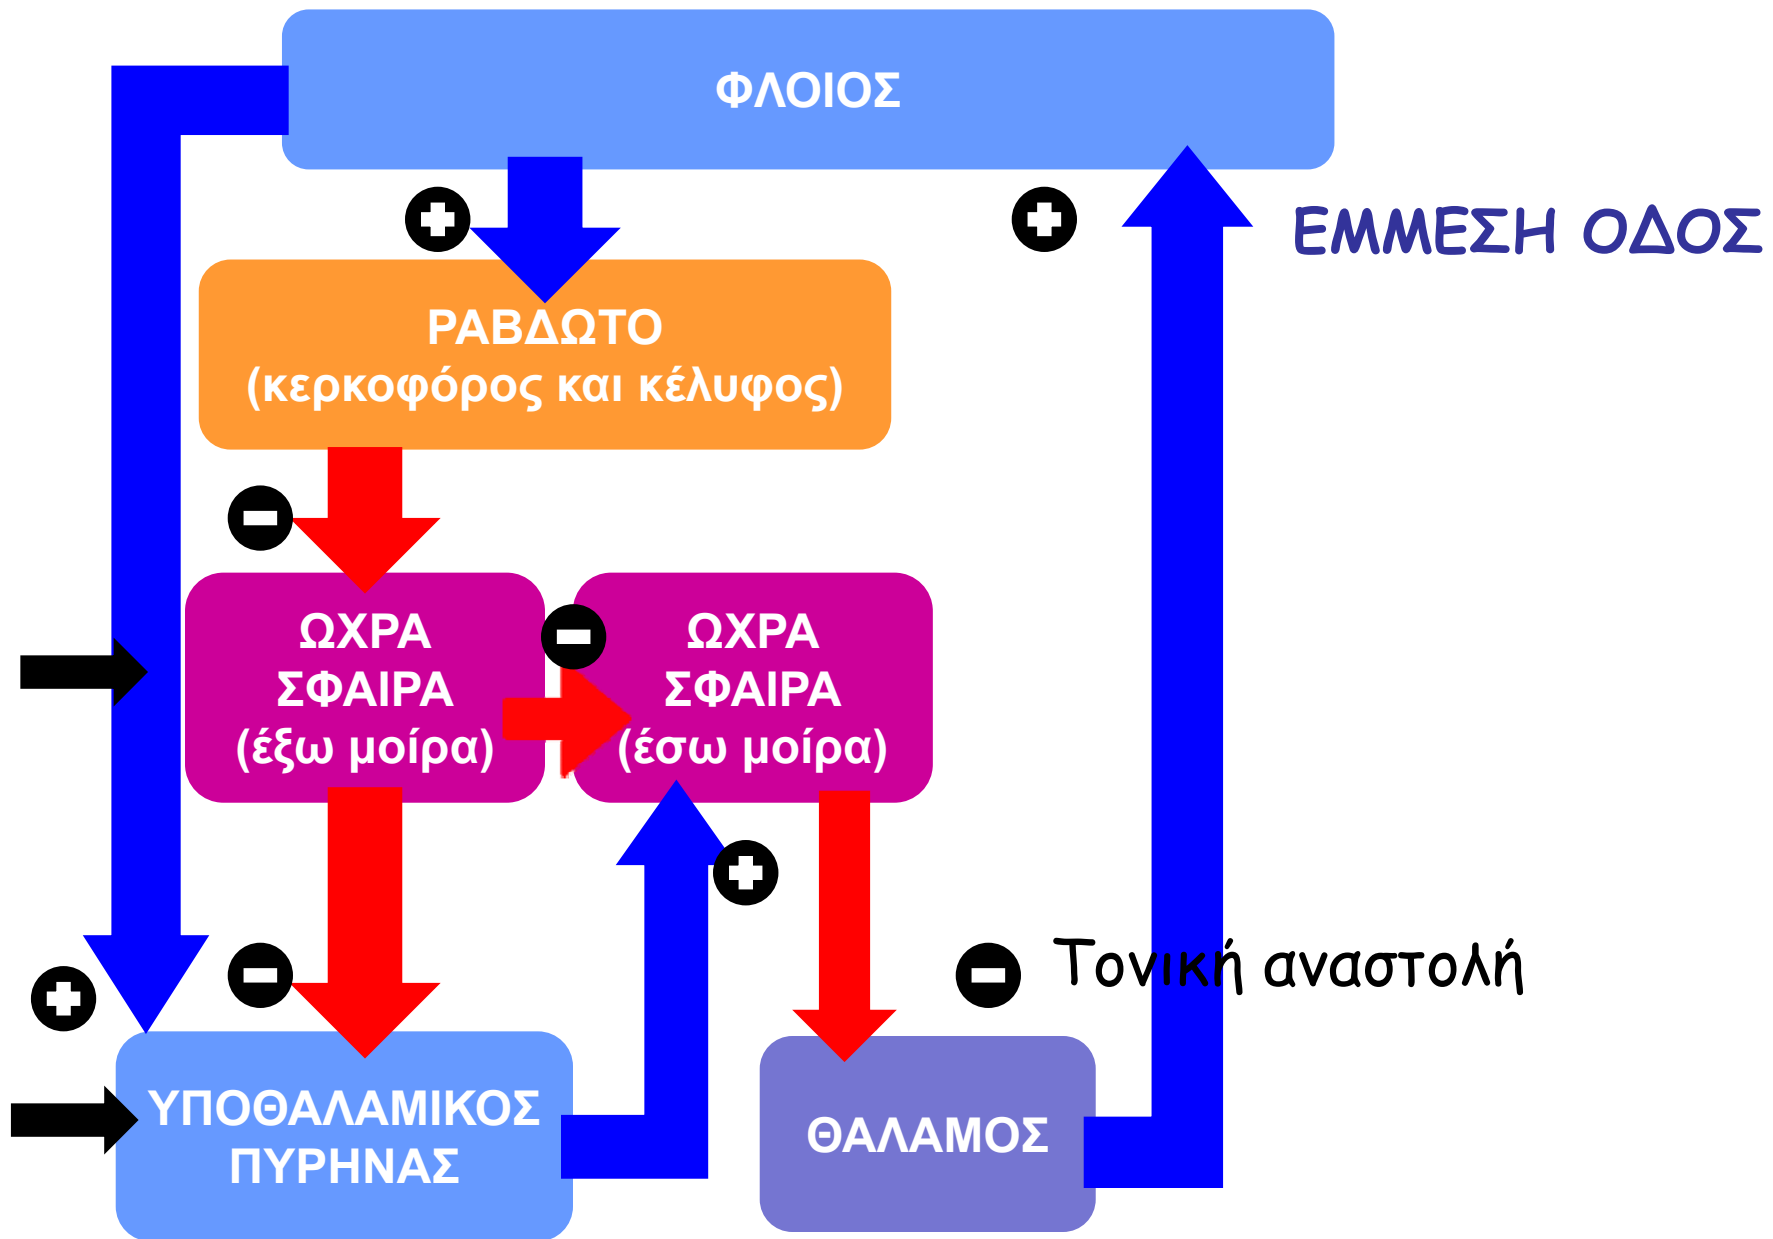 ΦΛΟΙΟΣ
ΕΜΜΕΣΗ ΟΔΟΣ
ΡΑΒΔΩΤΟ
(κερκοφόρος και κέλυφος)
ΩΧΡΑ
ΣΦΑΙΡΑ
(έξω μοίρα)
ΩΧΡΑ
ΣΦΑΙΡΑ
(έσω μοίρα)
Τονική αναστολή
ΥΠΟΘΑΛΑΜΙΚΟΣ
ΠΥΡΗΝΑΣ
ΘΑΛΑΜΟΣ